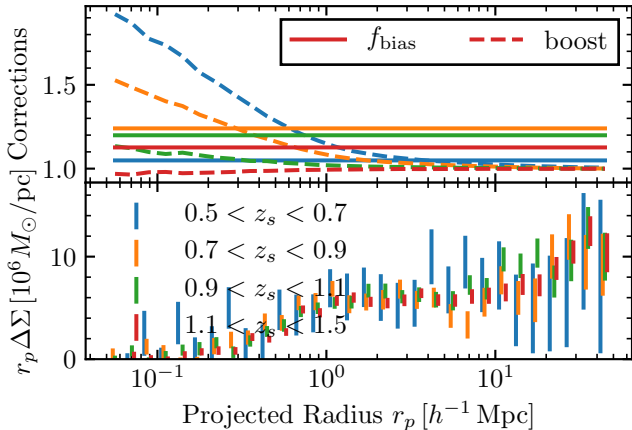 f_bias boost
Corrections
1.5
1.0
0.5 < z_s < 0.7
0.7 < z_s < 0.9
0.9 < z_s < 1.1
1.1 < z_s < 1.5
r_p ΔΣ [10^6 M_⊙/pc]
10
0
10^−1 10^0 10^1
Projected Radius r_p [h^−1 Mpc]